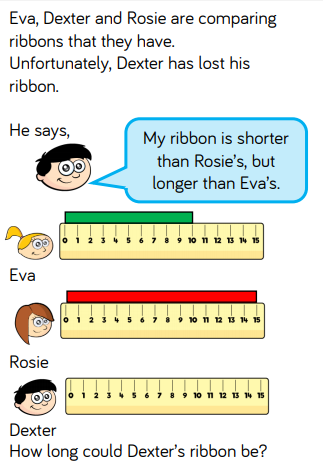 Eva, Dexter and Rosie are comparing
ribbons that they have.
Unfortunately, Dexter has lost his
ribbon.
He says,
My ribbon is shorter
than Rosie's, but
longer than Eva's.
0 1 2 3 4 5 6 7 8 9 10 11 12 13 14 15
Eva
0 1 2 3 4 5 6 7 8 9 10 11 12 13 14 15
Rosie
0 1 2 3 4 5 6 7 8 9 10 11 12 13 14 15
Dexter
How long could Dexter's ribbon be?